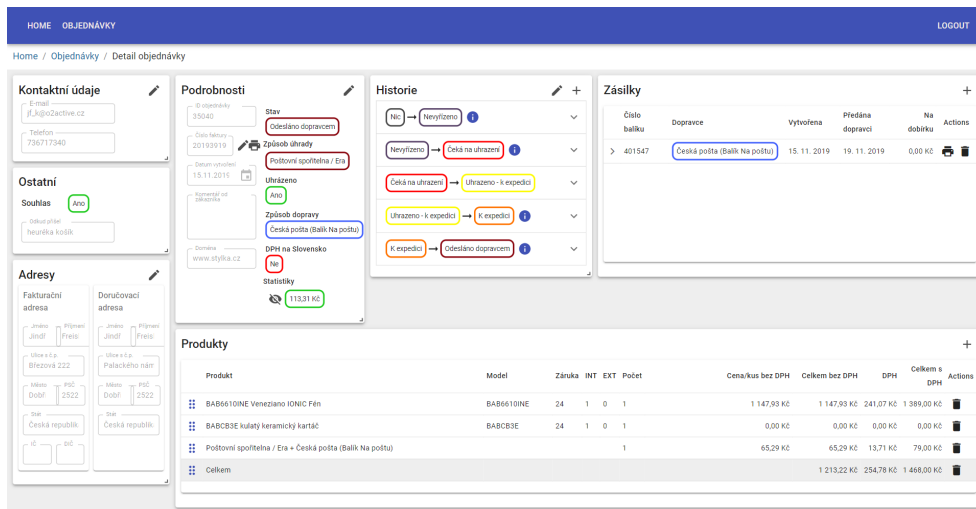 HOME OBJEDNÁVKY LOGOUT
Home / Objednávky / Detail objednávky
Kontaktní údaje
E-mail
jf_k@o2active.cz
Telefon
736717340
Ostatní
Souhlas Ano
Odkud přišel
heuréka košík
Adresy
Fakturační adresa
Jméno Příjmení
Jindř Freis
Ulice s č.p.
Březová 222
Město PSČ
Dobř 2522
Stát
Česká republik
IČ DIČ
Doručovací adresa
Jméno Příjmení
Jindř Freis
Ulice s č.p.
Palackého nám
Město PSČ
Dobř 2522
Stát
Česká republik
Podrobnosti
ID objednávky
35040
Číslo faktury
20193919
Datum vytvoření
15.11.2019
Komentář od zákazníka
Doména
www.stylka.cz
Stav
Odesláno dopravcem
Způsob úhrady
Poštovní spořitelna / Era
Uhrázeno
Ano
Způsob dopravy
Česká pošta (Balík Na poštu)
DPH na Slovensko
Ne
Statistiky
113,31 Kč
Historie
Nic → Nevyřízeno
Nevyřízeno → Čeká na uhrazení
Čeká na uhrazení → Uhrazeno - k expedici
Uhrazeno - k expedici → K expedici
K expedici → Odesláno dopravcem
Zásilky
Číslo balíku Dopravce Vytvořena Předána dopravci Na dobírku Actions
401547 Česká pošta (Balík Na poštu) 15. 11. 2019 19. 11. 2019 0,00 Kč
Produkty
Produkt Model Záruka INT EXT Počet Cena/kus bez DPH Celkem bez DPH DPH Celkem s DPH Actions
BAB6610INE Veneziano IONIC Fén BAB6610INE 24 1 0 1 1 147,93 Kč 1 147,93 Kč 241,07 Kč 1 389,00 Kč
BABCB3E kulatý keramický kartáč BABCB3E 24 1 0 1 0,00 Kč 0,00 Kč 0,00 Kč 0,00 Kč
Poštovní spořitelna / Era + Česká pošta (Balík Na poštu) 1 65,29 Kč 65,29 Kč 13,71 Kč 79,00 Kč
Celkem 1 213,22 Kč 254,78 Kč 1 468,00 Kč